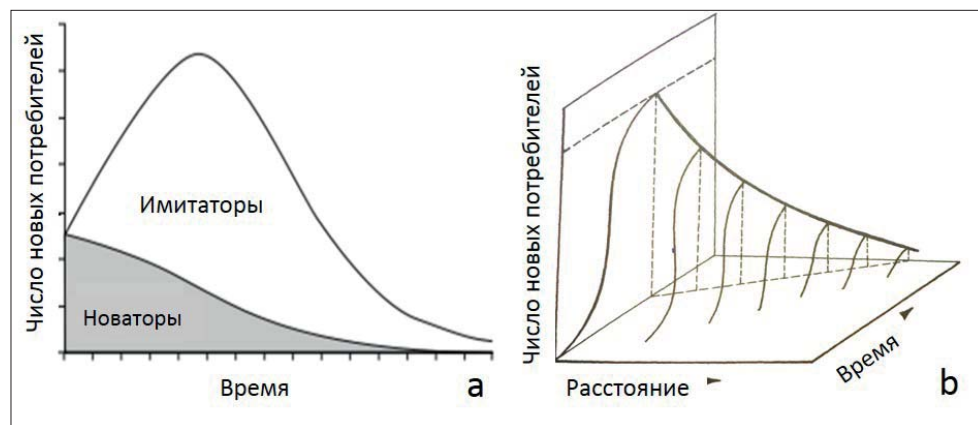 Число новых потребителей
Имитаторы
Новаторы
Время
a
Число новых потребителей
Расстояние
Время
b